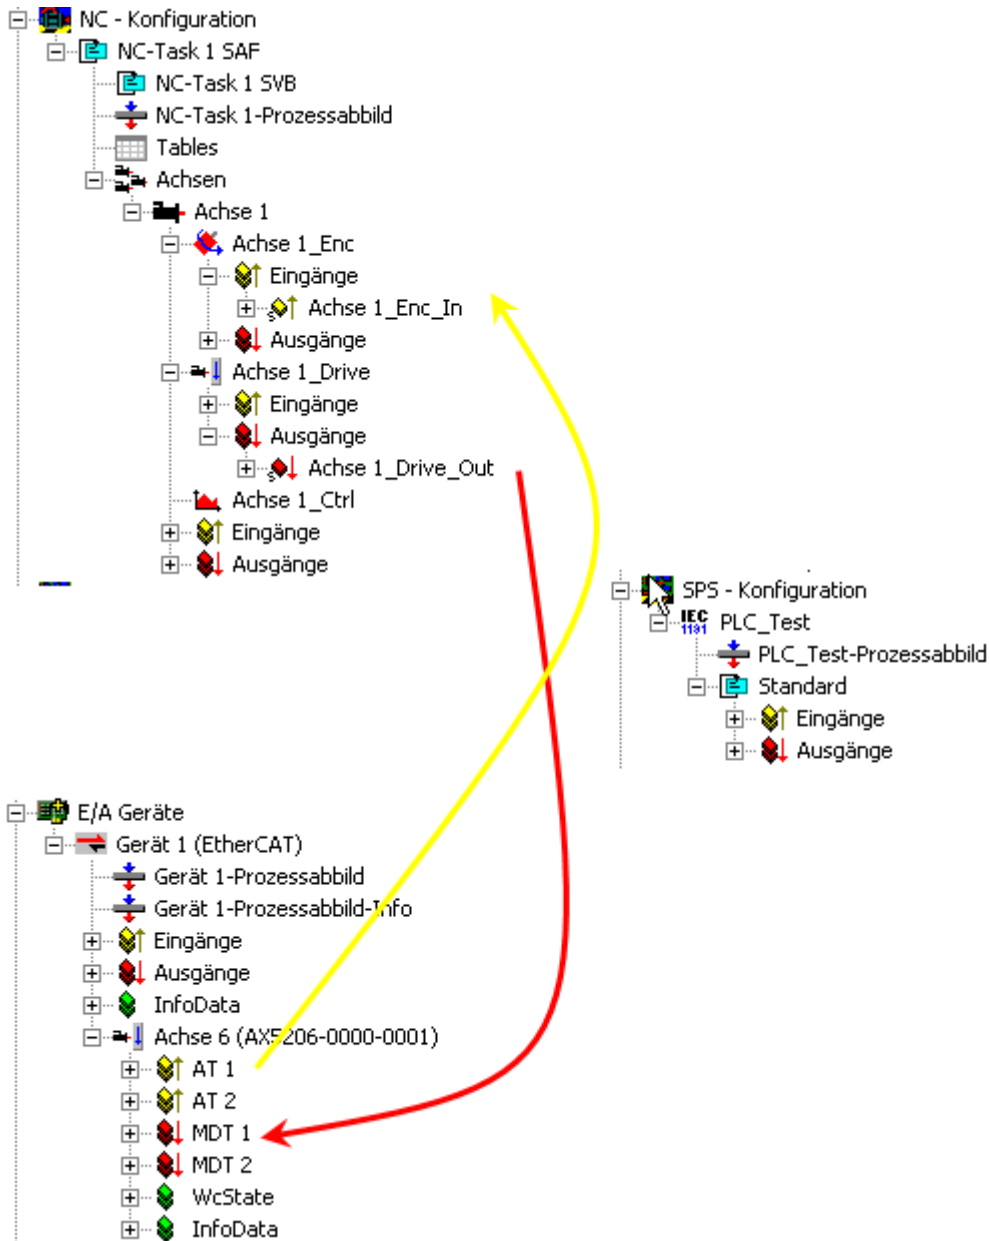 NC - Konfiguration
NC-Task 1 SAF
NC-Task 1 SVB
NC-Task 1-Prozessabbild
Tables
Achsen
Achse 1
Achse 1_Enc
Eingänge
Achse 1_Enc_In
Ausgänge
Achse 1_Drive
Eingänge
Ausgänge
Achse 1_Drive_Out
Achse 1_Ctrl
Eingänge
Ausgänge
SPS - Konfiguration
IEC 1131 PLC_Test
PLC_Test-Prozessabbild
Standard
Eingänge
Ausgänge
E/A Geräte
Gerät 1 (EtherCAT)
Gerät 1-Prozessabbild
Gerät 1-Prozessabbild-Info
Eingänge
Ausgänge
InfoData
Achse 6 (AX5206-0000-0001)
AT 1
AT 2
MDT 1
MDT 2
WcState
InfoData